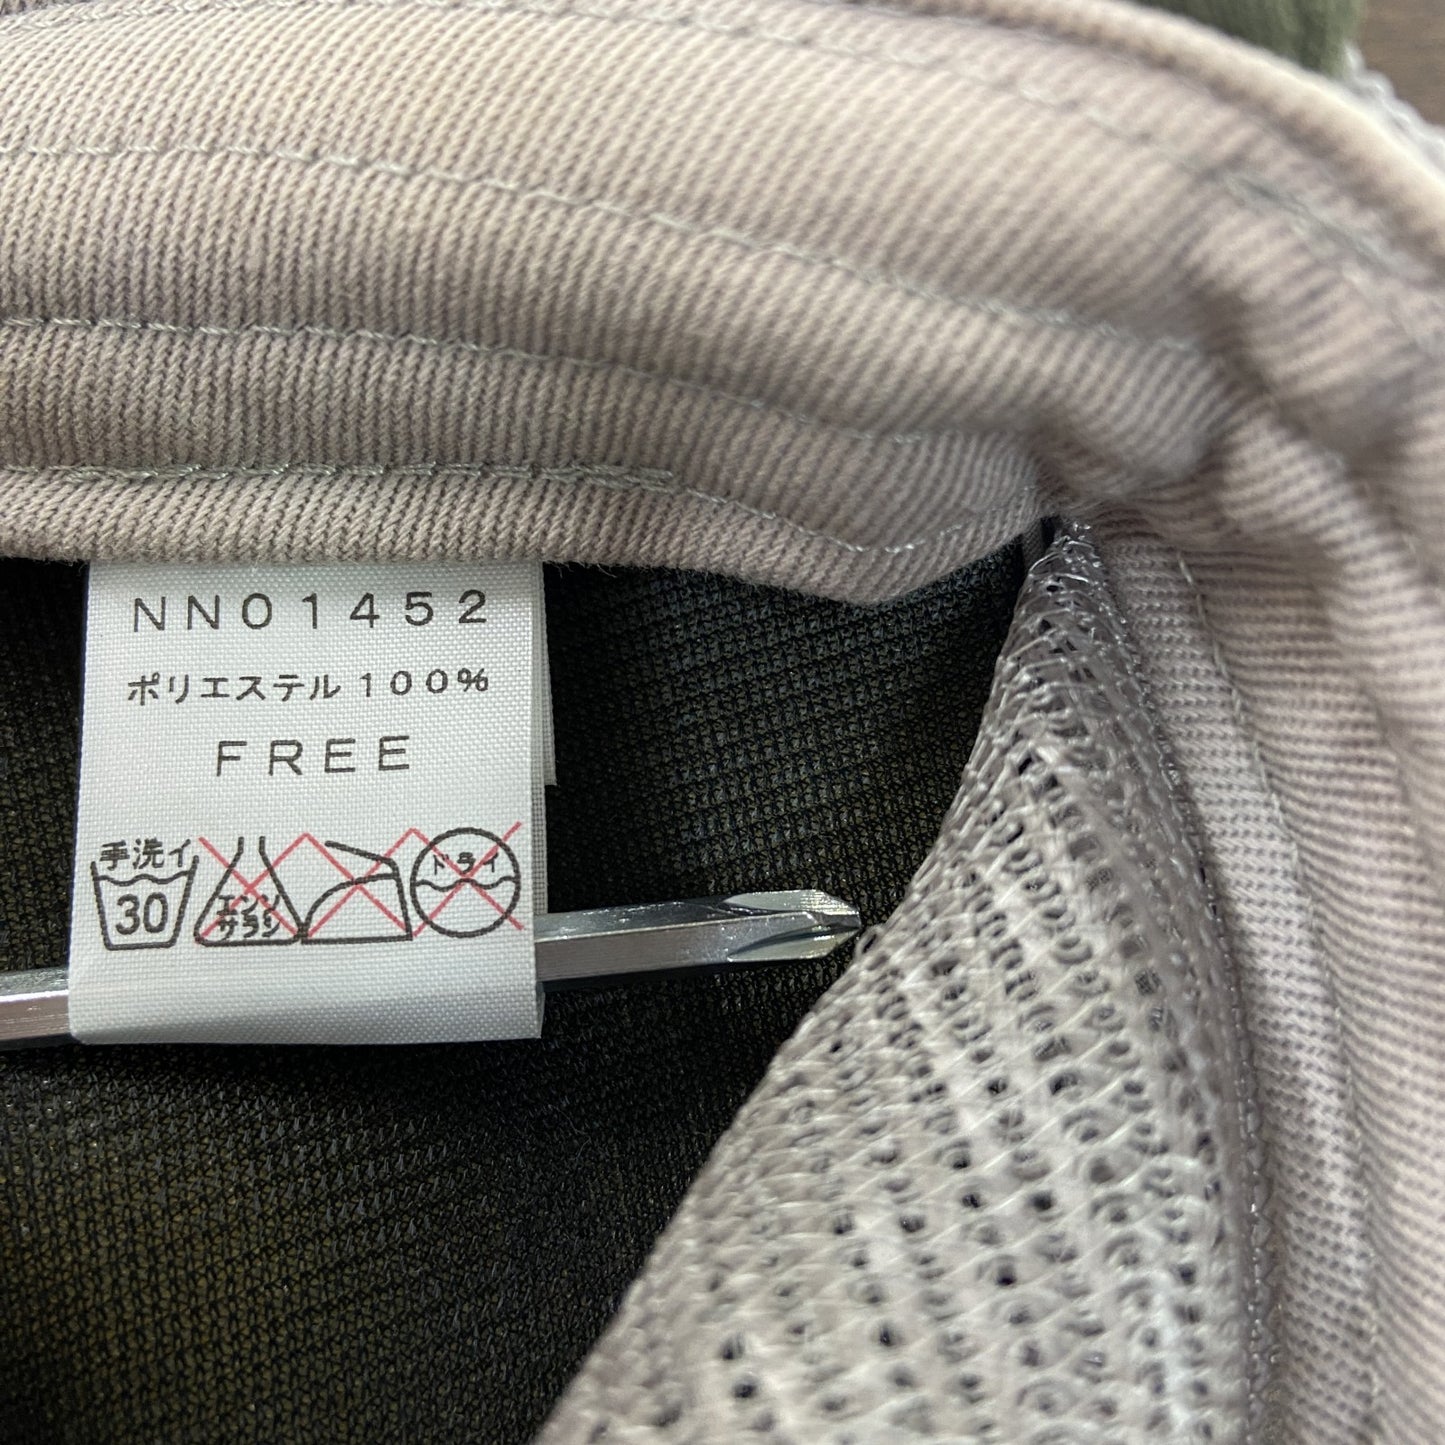 NN01452
ポリエステル100%
FREE
手洗イ
30
エンソ
サラシ
ドライ